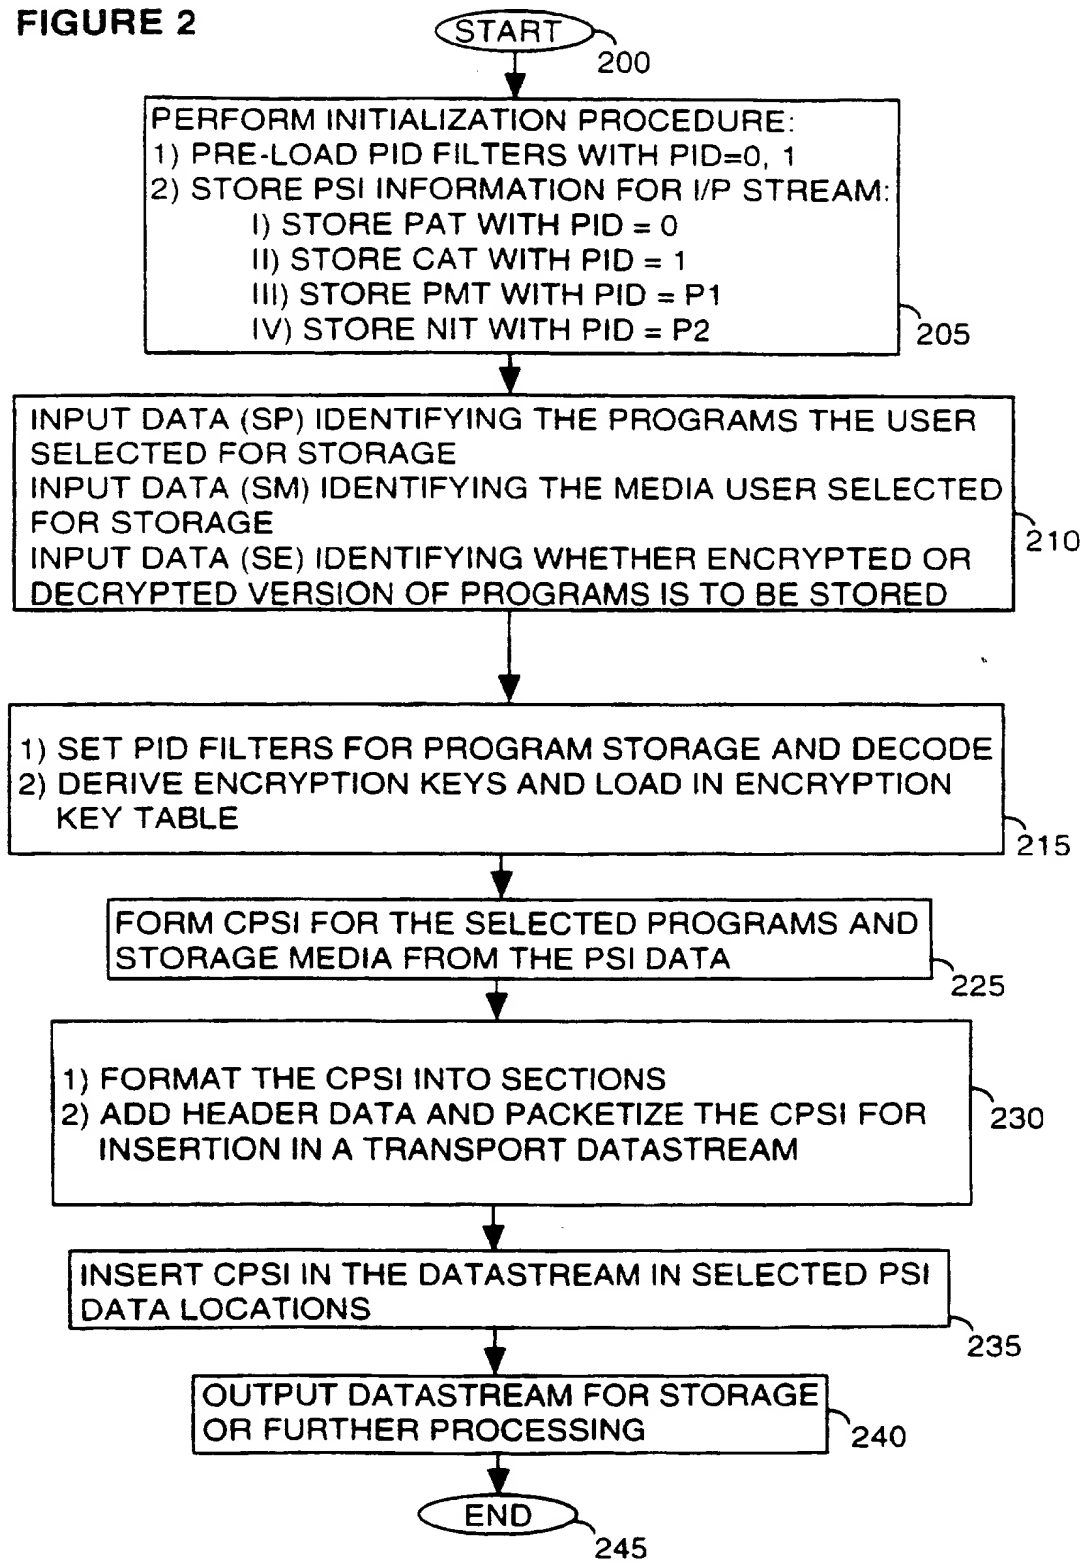 FIGURE 2
START
200
PERFORM INITIALIZATION PROCEDURE:
1) PRE-LOAD PID FILTERS WITH PID=0, 1
2) STORE PSI INFORMATION FOR I/P STREAM:
I) STORE PAT WITH PID = 0
II) STORE CAT WITH PID = 1
III) STORE PMT WITH PID = P1
IV) STORE NIT WITH PID = P2
205
INPUT DATA (SP) IDENTIFYING THE PROGRAMS THE USER
SELECTED FOR STORAGE
INPUT DATA (SM) IDENTIFYING THE MEDIA USER SELECTED
FOR STORAGE
INPUT DATA (SE) IDENTIFYING WHETHER ENCRYPTED OR
DECRYPTED VERSION OF PROGRAMS IS TO BE STORED
210
1) SET PID FILTERS FOR PROGRAM STORAGE AND DECODE
2) DERIVE ENCRYPTION KEYS AND LOAD IN ENCRYPTION
KEY TABLE
215
FORM CPSI FOR THE SELECTED PROGRAMS AND
STORAGE MEDIA FROM THE PSI DATA
225
1) FORMAT THE CPSI INTO SECTIONS
2) ADD HEADER DATA AND PACKETIZE THE CPSI FOR
INSERTION IN A TRANSPORT DATASTREAM
230
INSERT CPSI IN THE DATASTREAM IN SELECTED PSI
DATA LOCATIONS
235
OUTPUT DATASTREAM FOR STORAGE
OR FURTHER PROCESSING
240
END
245